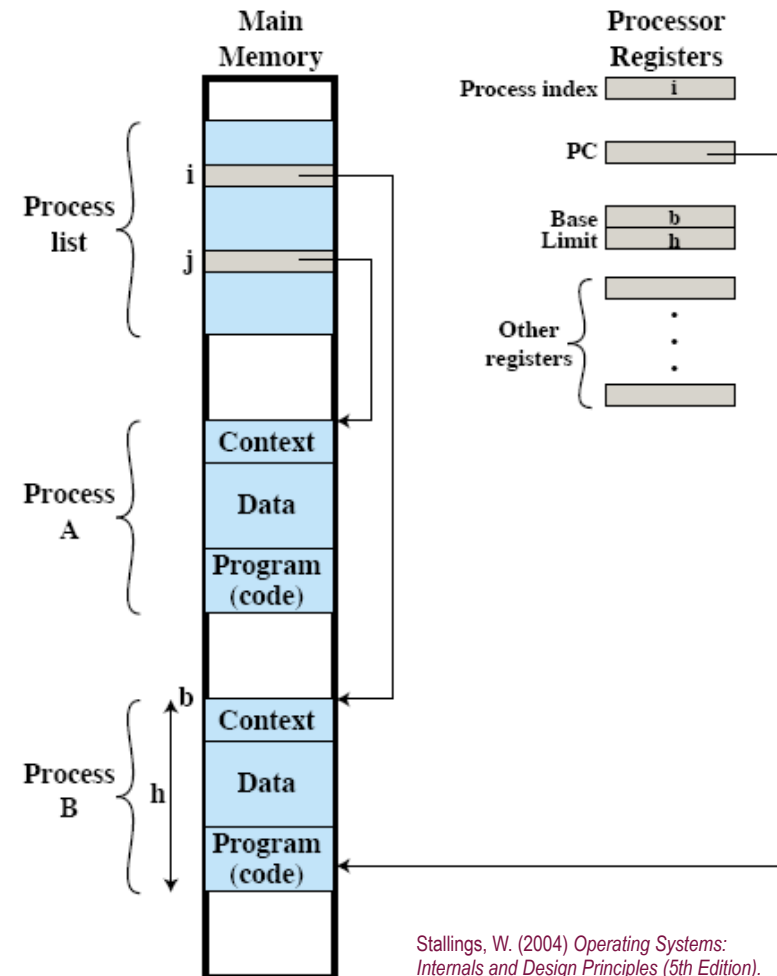 Main
Memory
Processor
Registers
Process index
i
PC
Base
b
Limit
h
Other
registers
Process
list
i
j
Process
A
Context
Data
Program
(code)
Process
B
b
h
Context
Data
Program
(code)
Stallings, W. (2004) Operating Systems:
Internals and Design Principles (5th Edition).